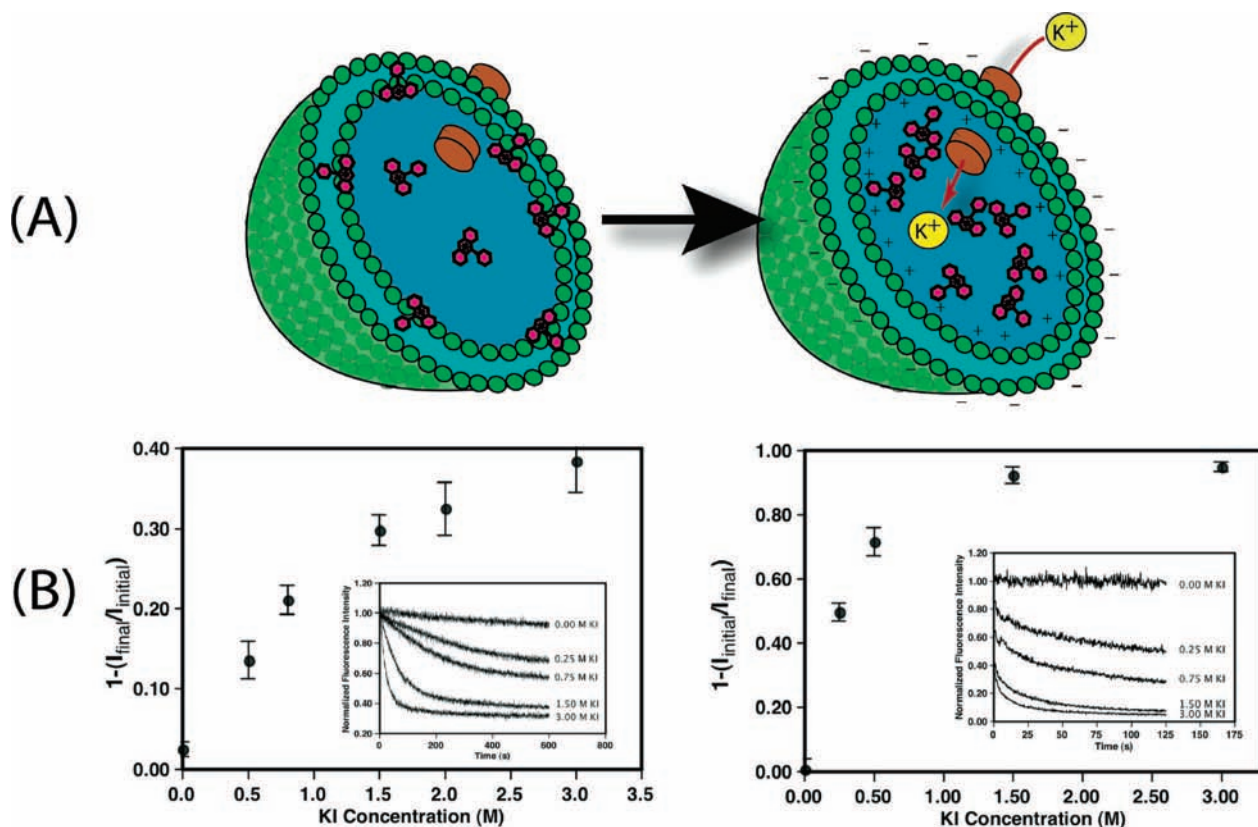 (A)
K+
K+
(B)
1-(I_final/I_initial)
0.40
0.30
0.20
0.10
0.00
0.0 0.5 1.0 1.5 2.0 2.5 3.0 3.5
KI Concentration (M)
Normalized Fluorescence Intensity
1.40
1.20
1.00
0.80
0.60
0.40
0.20
0 200 400 600 800
Time (s)
0.00 M KI
0.25 M KI
0.75 M KI
1.50 M KI
3.00 M KI
1-(I_initial/I_final)
1.00
0.80
0.60
0.40
0.20
0.00
0.00 0.50 1.00 1.50 2.00 2.50 3.00
KI Concentration (M)
Normalized Fluorescence Intensity
1.20
1.00
0.80
0.60
0.40
0.20
0.00
0 25 50 75 100 125 150 175
Time (s)
0.00 M KI
0.25 M KI
0.75 M KI
1.50 M KI
3.00 M KI